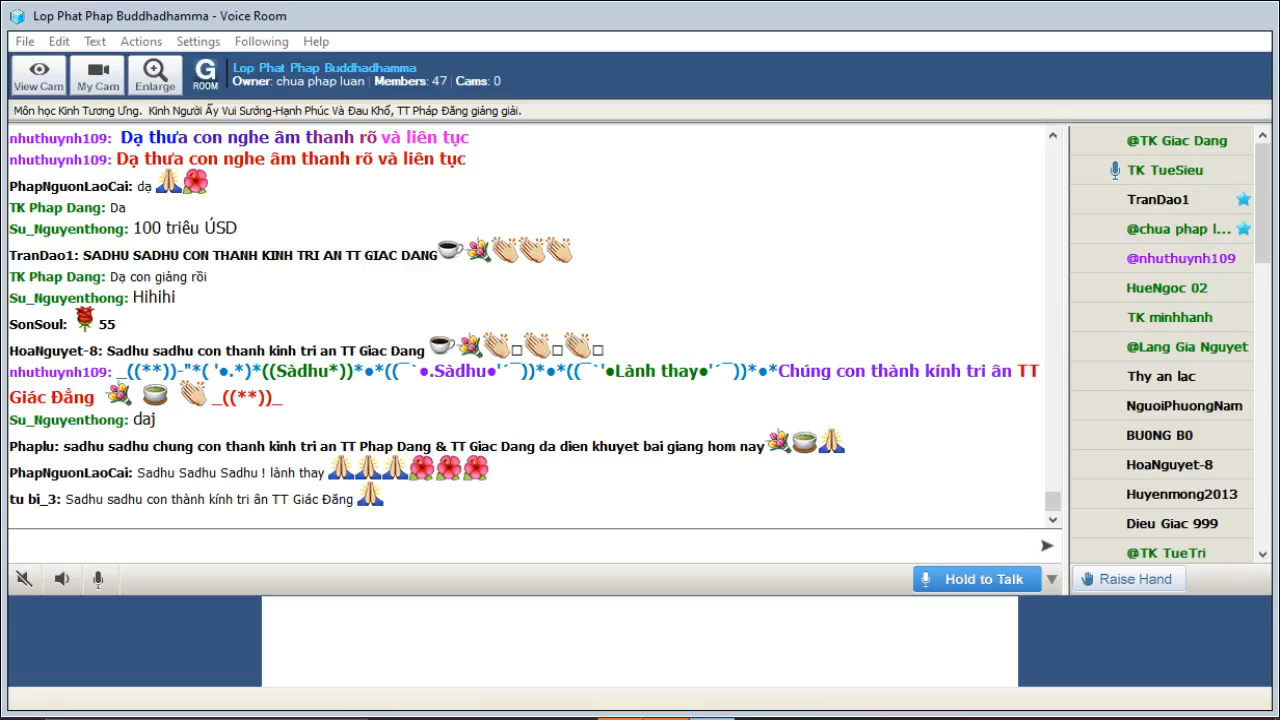 Lop Phat Phap Buddhadhamma - Voice Room
File Edit Text Actions Settings Following Help
View Cam My Cam Enlarge G ROOM
Lop Phat Phap Buddhadhamma
Owner: chua phap luan | Members: 47 | Cams: 0
Môn học Kinh Tương Ưng. Kinh Người Ấy Vui Sướng-Hạnh Phúc Và Đau Khổ, TT Pháp Đăng giảng giải.
nhuthuynh109: Dạ thưa con nghe âm thanh rõ và liên tục
nhuthuynh109: Dạ thưa con nghe âm thanh rõ và liên tục
PhapNguonLaoCai: dạ 🙏🌺
TK Phap Dang: Da
Su_Nguyenthong: 100 triêu ÚSD
TranDao1: SADHU SADHU CON THANH KINH TRI AN TT GIAC DANG☕💐👏👏👏
TK Phap Dang: Dạ con giảng rồi
Su_Nguyenthong: Hihihi
SonSoul: 🌹 55
HoaNguyet-8: Sadhu sadhu con thanh kinh tri an TT Giac Dang ☕💐👏□👏□👏□
nhuthuynh109: _((**))-"*( '●.*)*((Sàdhu*))*●*((¯`●.Sàdhu●'´¯))*●*((¯`'●Lành thay●'´¯))*●*Chúng con thành kính tri ân TT
Giác Đẳng 💐 🍵 👏 _((**))_
Su_Nguyenthong: daj
Phaplu: sadhu sadhu chung con thanh kinh tri an TT Phap Dang & TT Giac Dang da dien khuyet bai giang hom nay💐🍵🙏
PhapNguonLaoCai: Sadhu Sadhu Sadhu ! lành thay 🙏🙏🙏🌺🌺🌺
tu bi_3: Sadhu sadhu con thành kính tri ân TT Giác Đăng 🙏
@TK Giac Dang
TK TueSieu
TranDao1
@chua phap l...
@nhuthuynh109
HueNgoc 02
TK minhhanh
@Lang Gia Nguyet
Thy an lac
NguoiPhuongNam
BU0NG B0
HoaNguyet-8
Huyenmong2013
Dieu Giac 999
@TK TueTri
Hold to Talk
Raise Hand